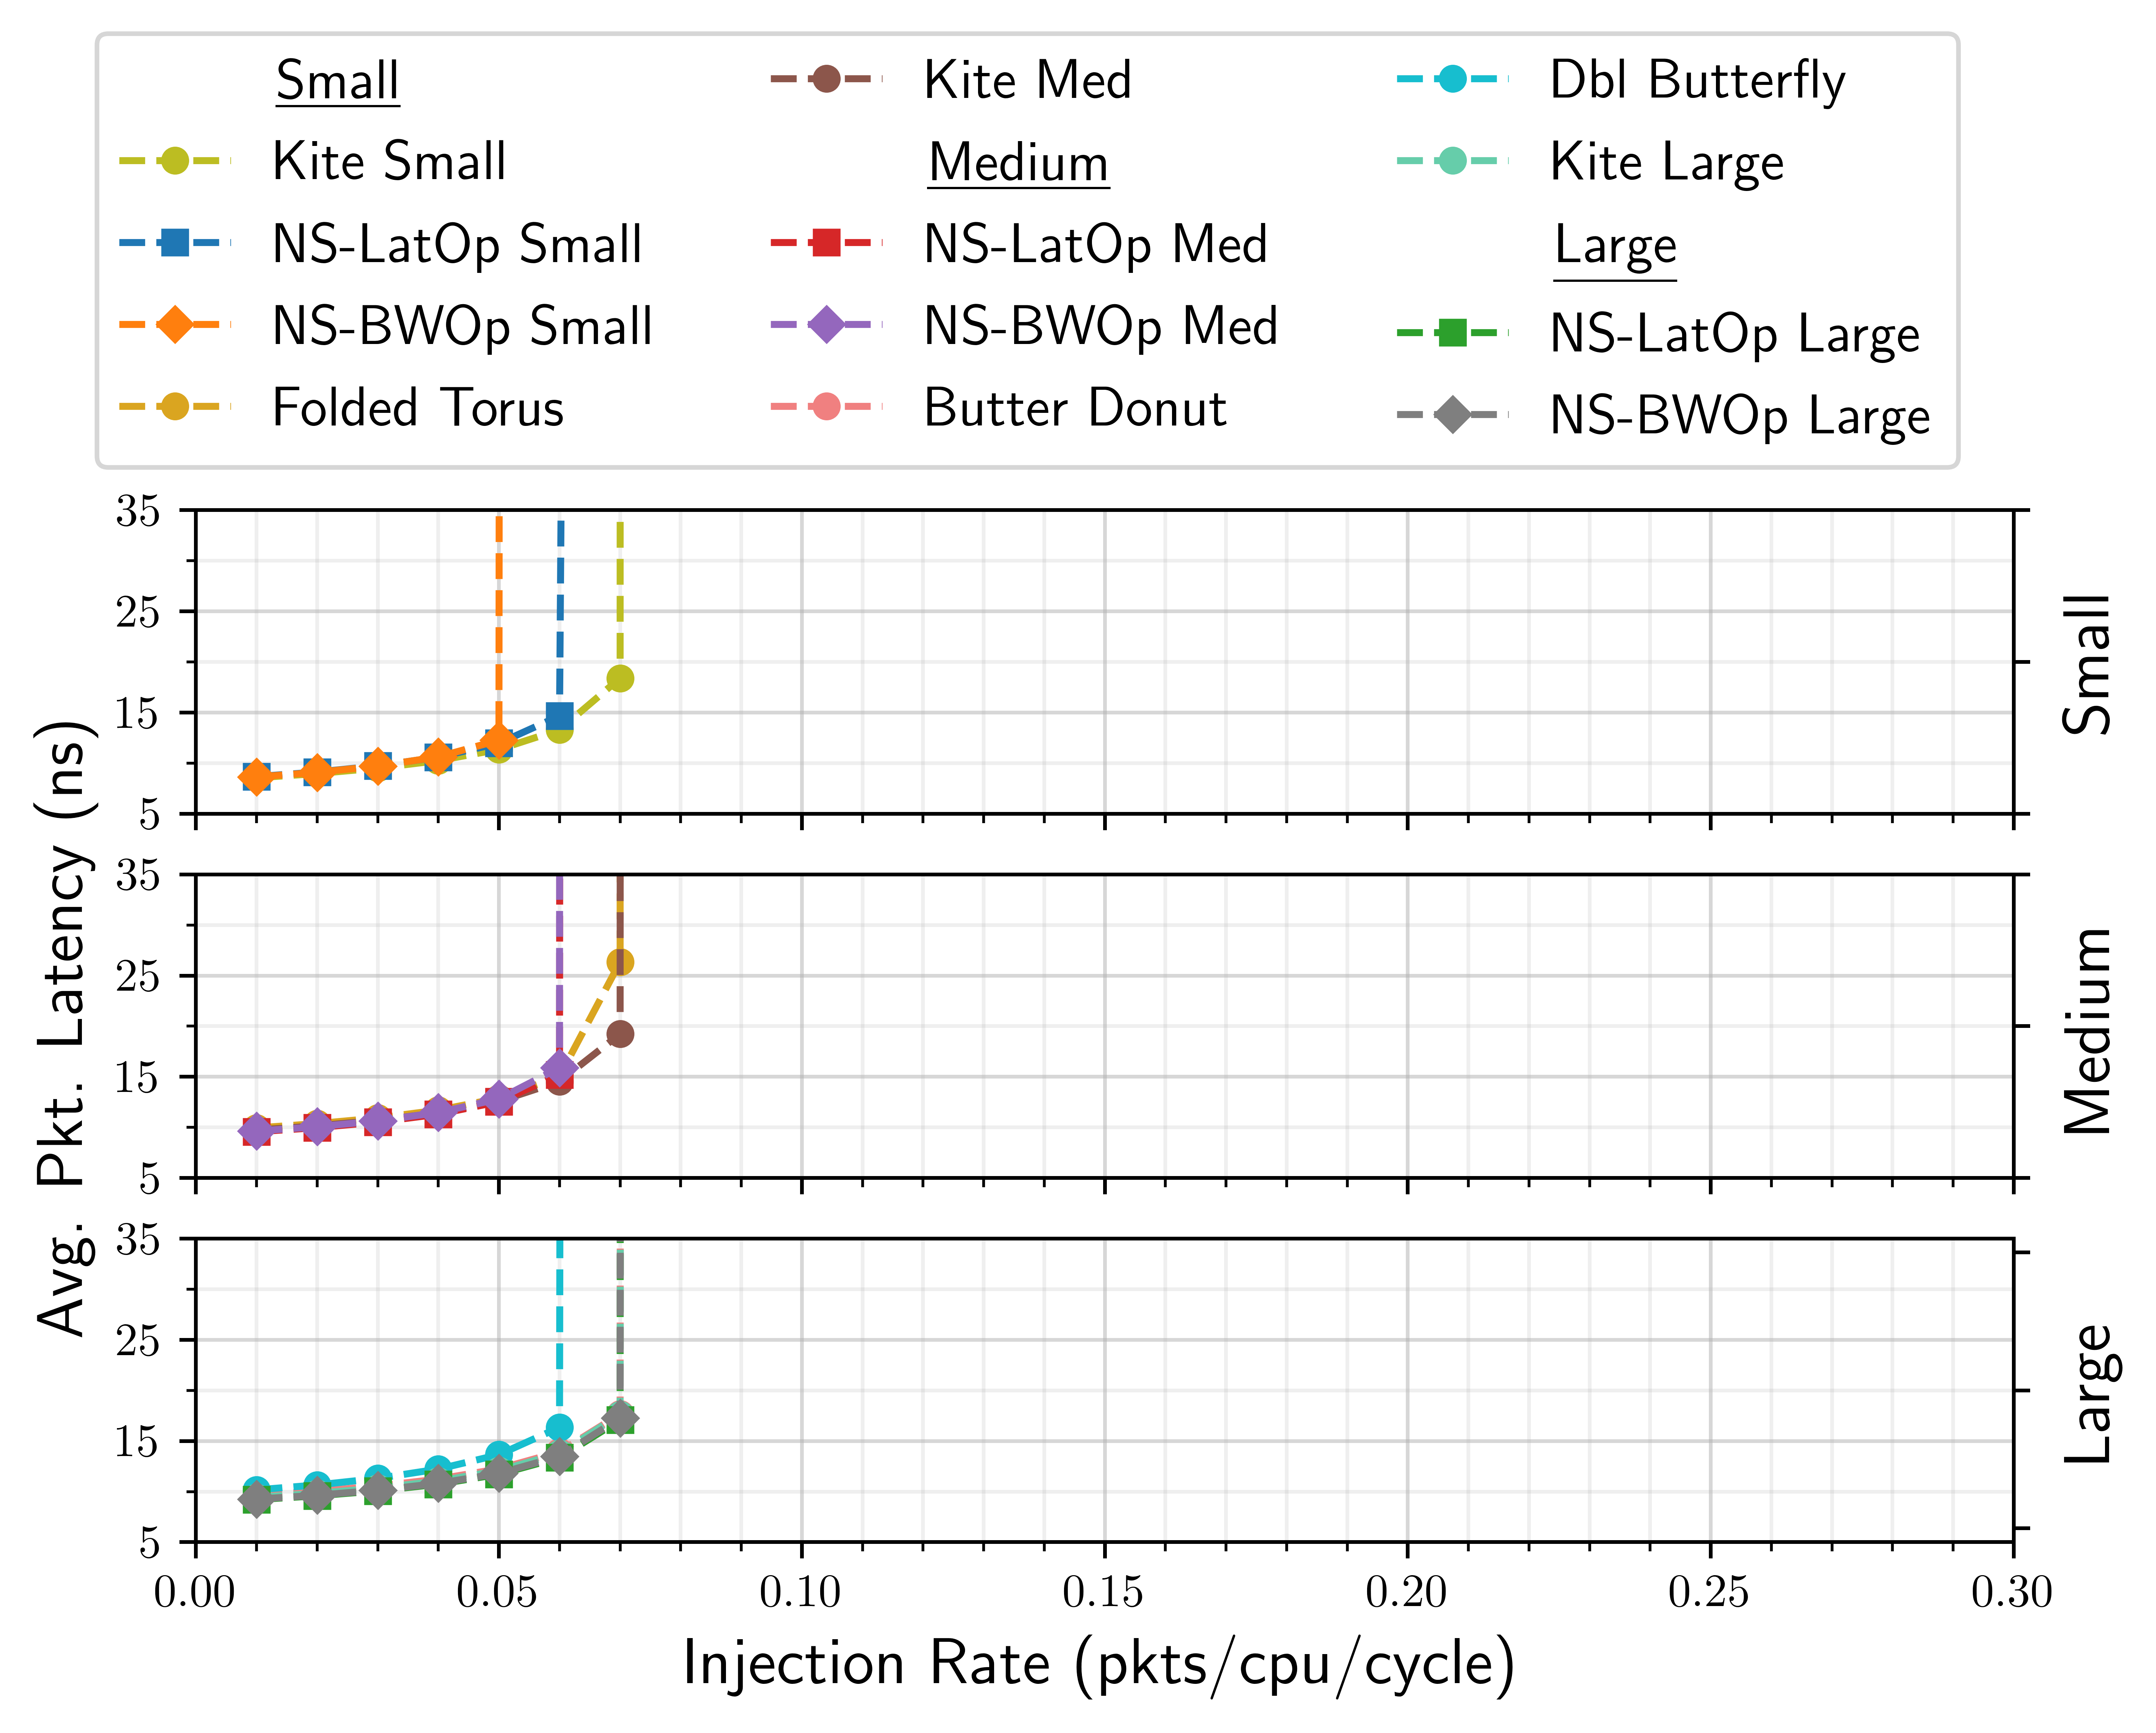 Small
Kite Small
NS-LatOp Small
NS-BWOp Small
Folded Torus
Kite Med
Medium
NS-LatOp Med
NS-BWOp Med
Butter Donut
Dbl Butterfly
Kite Large
Large
NS-LatOp Large
NS-BWOp Large
Avg. Pkt. Latency (ns)
35
25
15
5
Small
35
25
15
5
Medium
35
25
15
5
Large
0.00 0.05 0.10 0.15 0.20 0.25 0.30
Injection Rate (pkts/cpu/cycle)